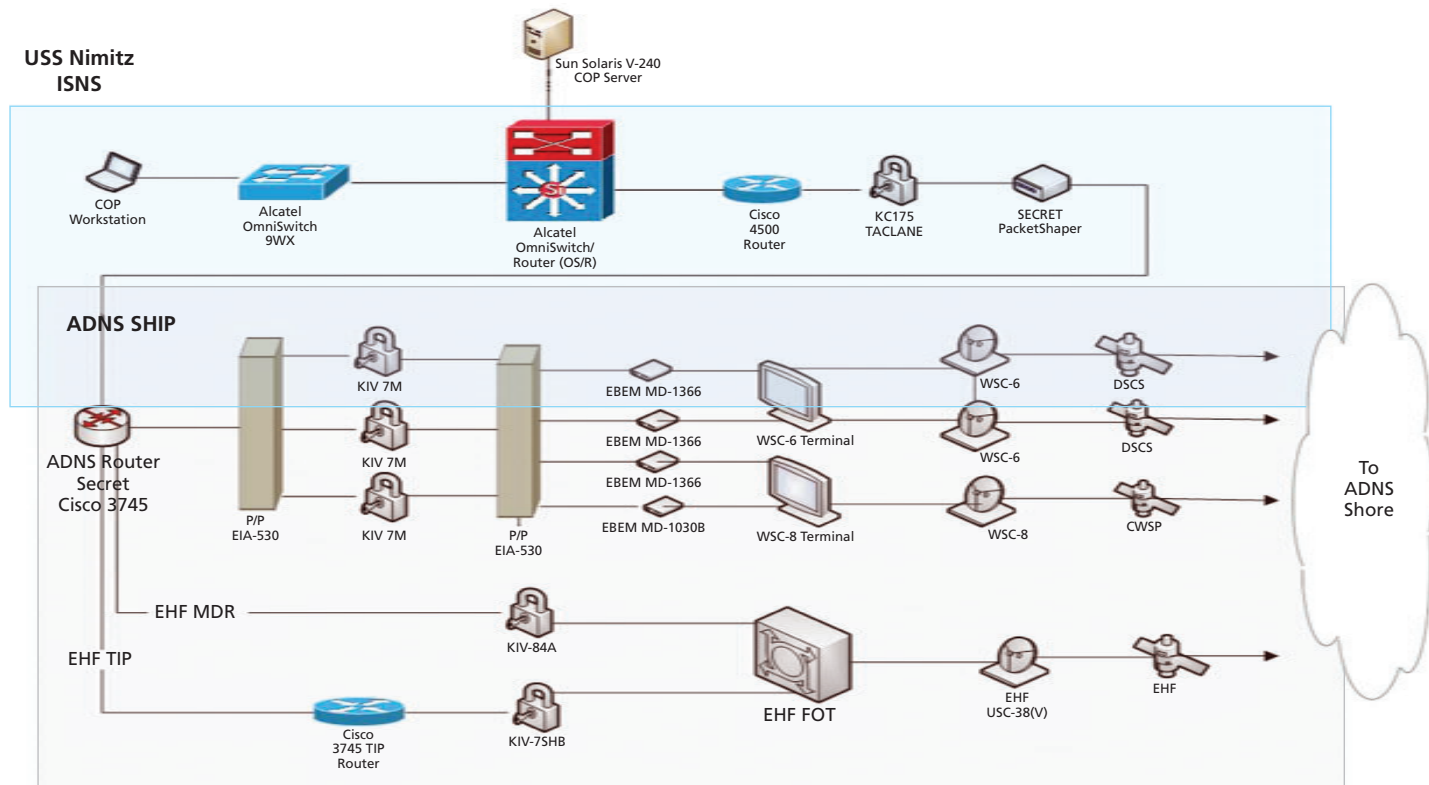 USS Nimitz
ISNS
Sun Solaris V-240
COP Server
COP
Workstation
Alcatel
OmniSwitch
9WX
Si
Alcatel
OmniSwitch/
Router (OS/R)
Cisco
4500
Router
KC175
TACLANE
SECRET
PacketShaper
ADNS SHIP
KIV 7M
EBEM MD-1366
WSC-6
DSCS
ADNS Router
Secret
Cisco 3745
KIV 7M
EBEM MD-1366
WSC-6 Terminal
WSC-6
DSCS
EBEM MD-1366
P/P
EIA-530
KIV 7M
P/P
EIA-530
EBEM MD-1030B
WSC-8 Terminal
WSC-8
CWSP
To
ADNS
Shore
EHF MDR
KIV-84A
EHF TIP
Cisco
3745 TIP
Router
KIV-7SHB
EHF FOT
EHF
USC-38(V)
EHF